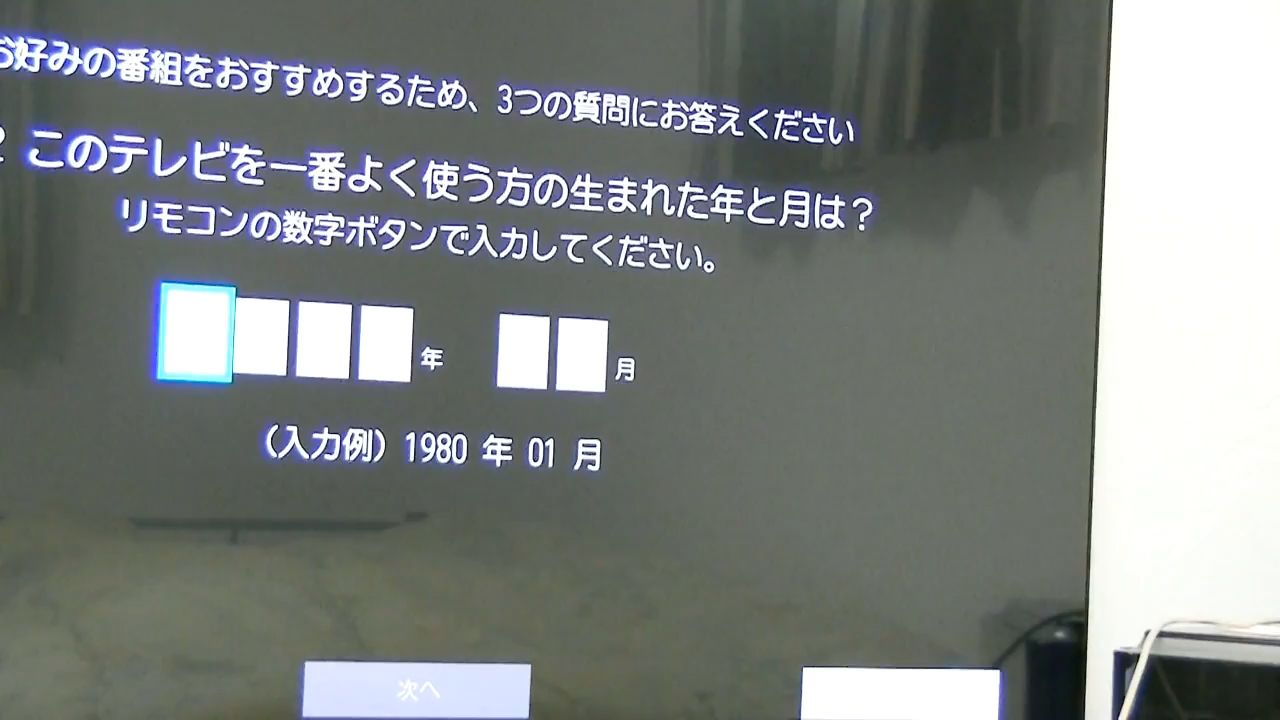 お好みの番組をおすすめするため、3つの質問にお答えください
このテレビを一番よく使う方の生まれた年と月は？
リモコンの数字ボタンで入力してください。
年 月
（入力例）1980 年 01 月
次へ